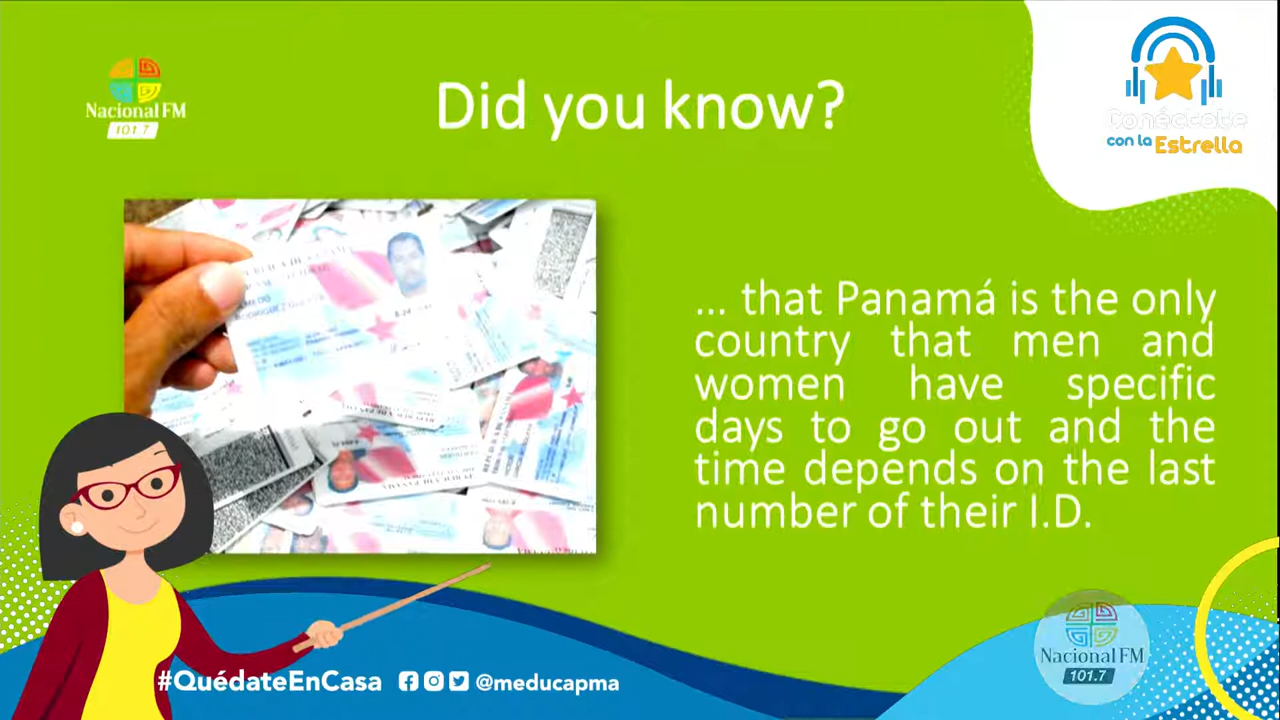 Nacional FM
101.7
Did you know?
Conéctate
con la Estrella
... that Panamá is the only
country that men and
women have specific
days to go out and the
time depends on the last
number of their I.D.
#QuédateEnCasa @meducapma
Nacional FM
101.7